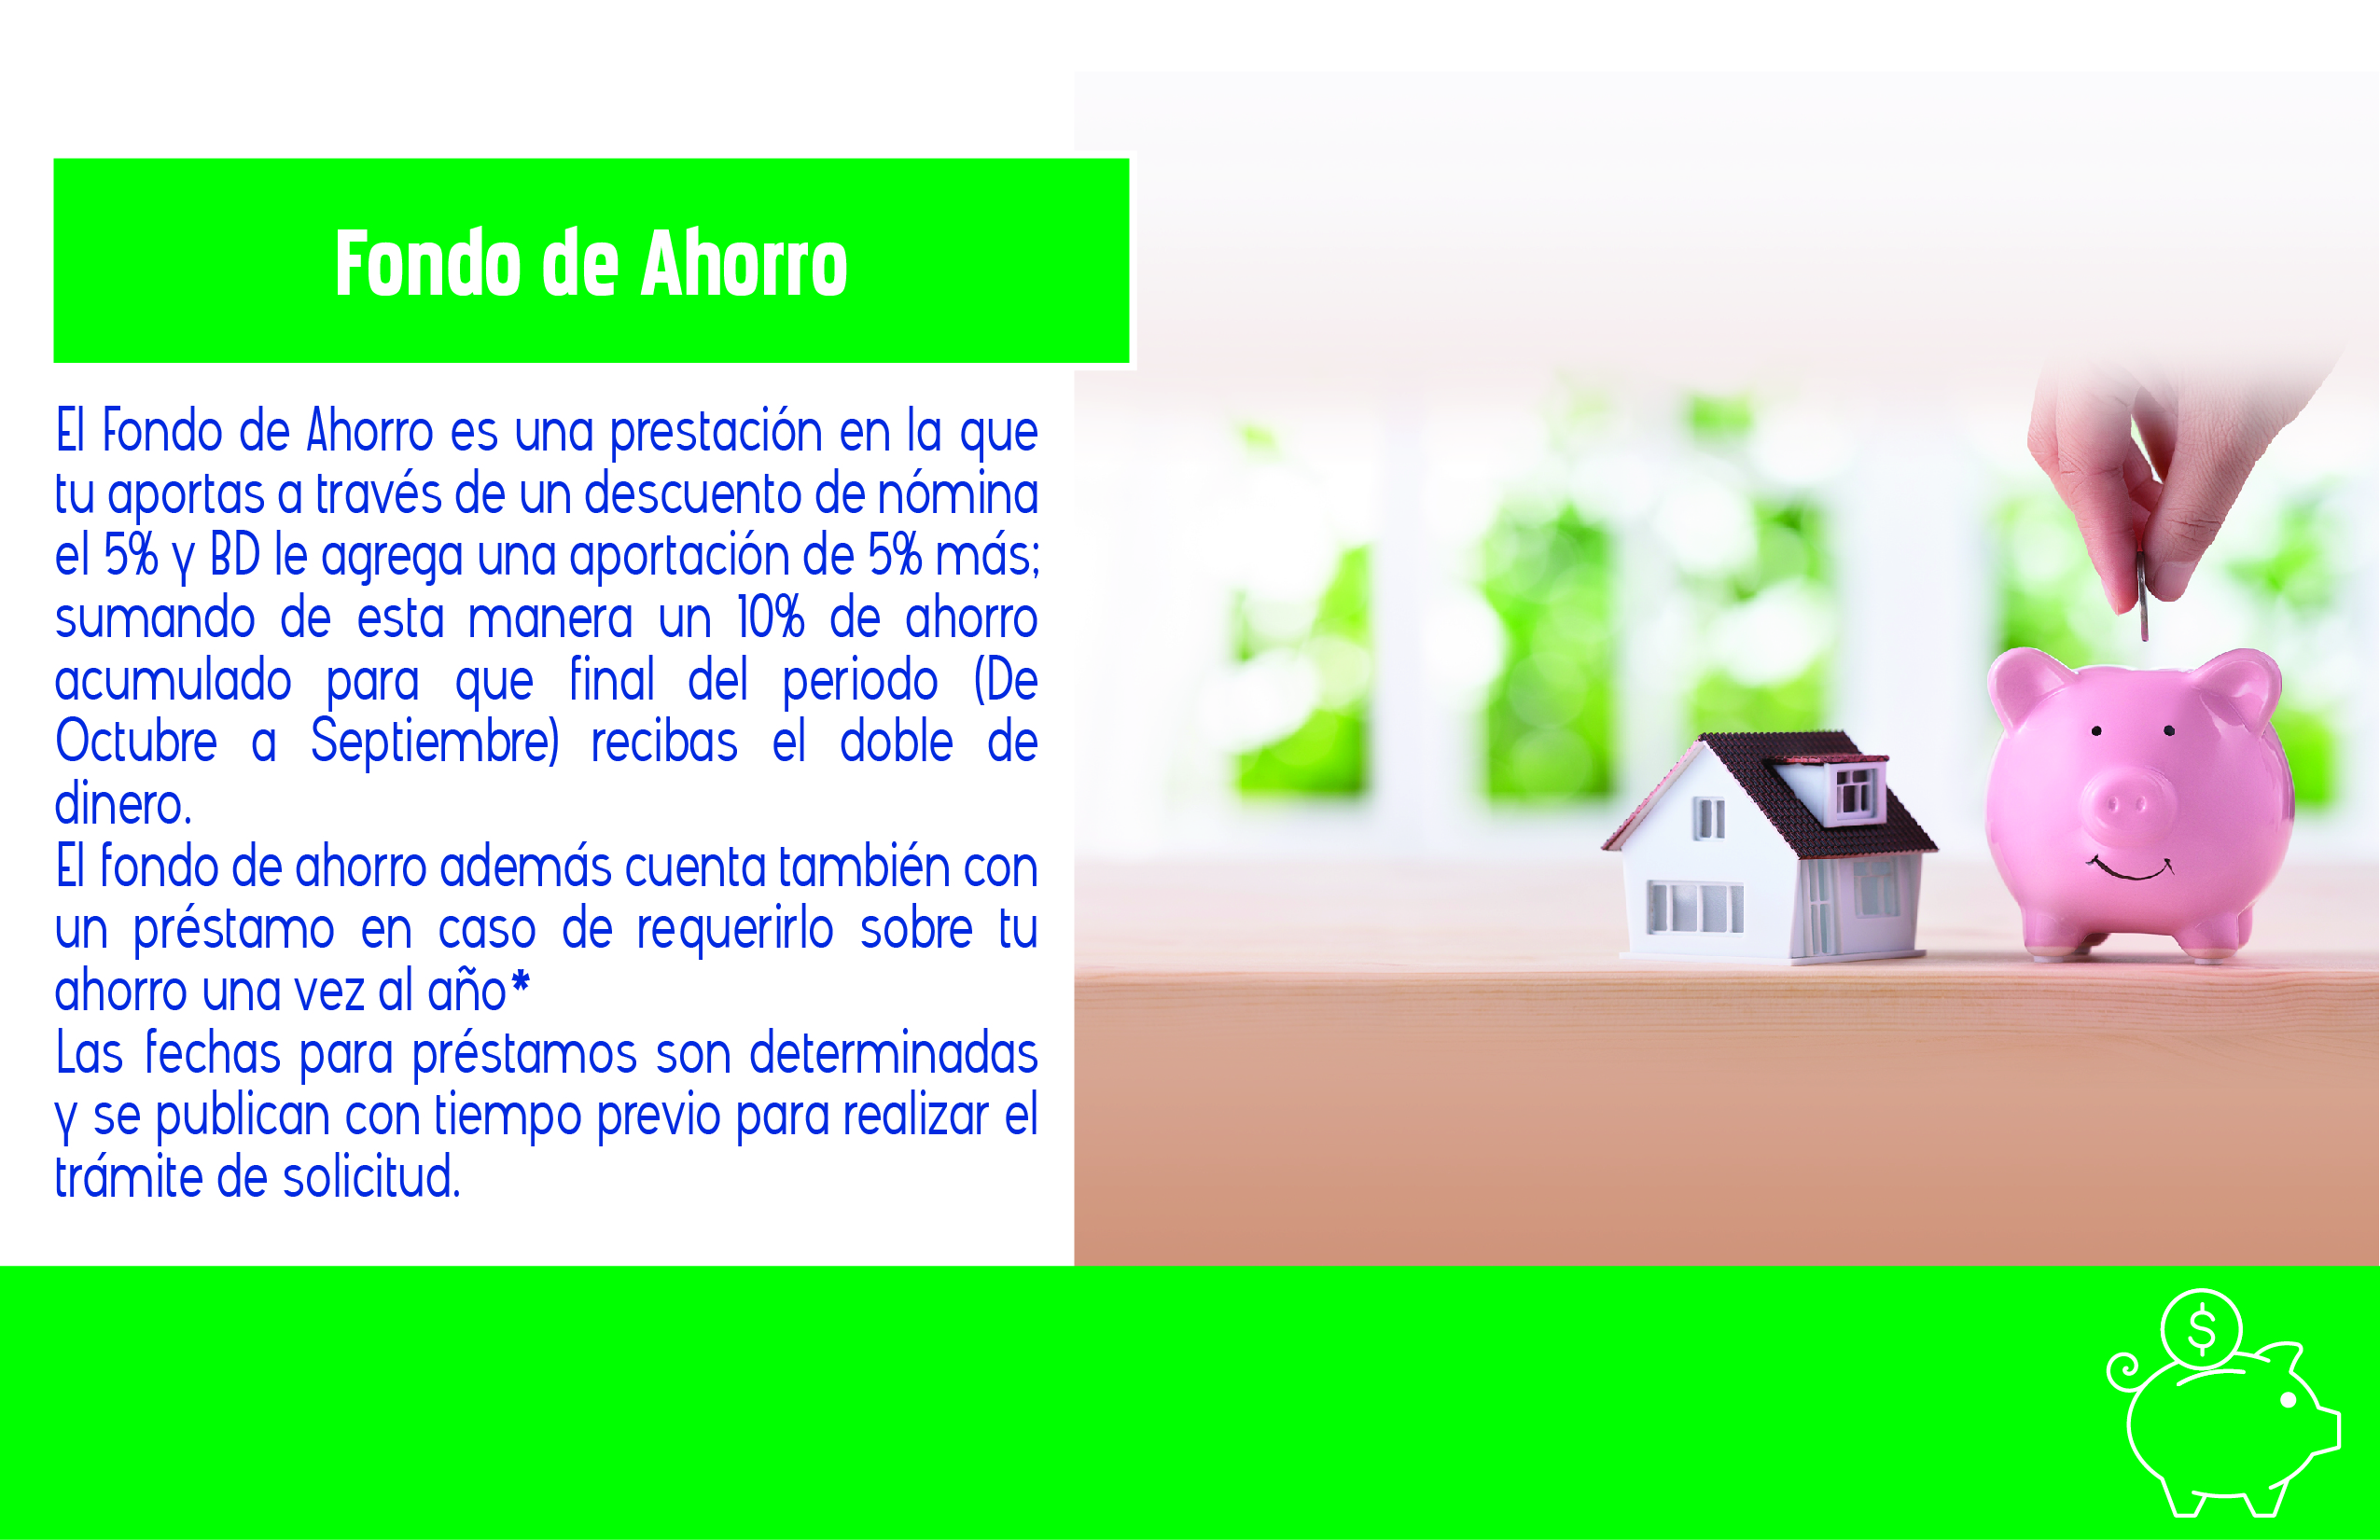 Fondo de Ahorro
El Fondo de Ahorro es una prestación en la que
tu aportas a través de un descuento de nómina
el 5% y BD le agrega una aportación de 5% más;
sumando de esta manera un 10% de ahorro
acumulado para que final del periodo (De
Octubre a Septiembre) recibas el doble de
dinero.
El fondo de ahorro además cuenta también con
un préstamo en caso de requerirlo sobre tu
ahorro una vez al año*
Las fechas para préstamos son determinadas
y se publican con tiempo previo para realizar el
trámite de solicitud.
$